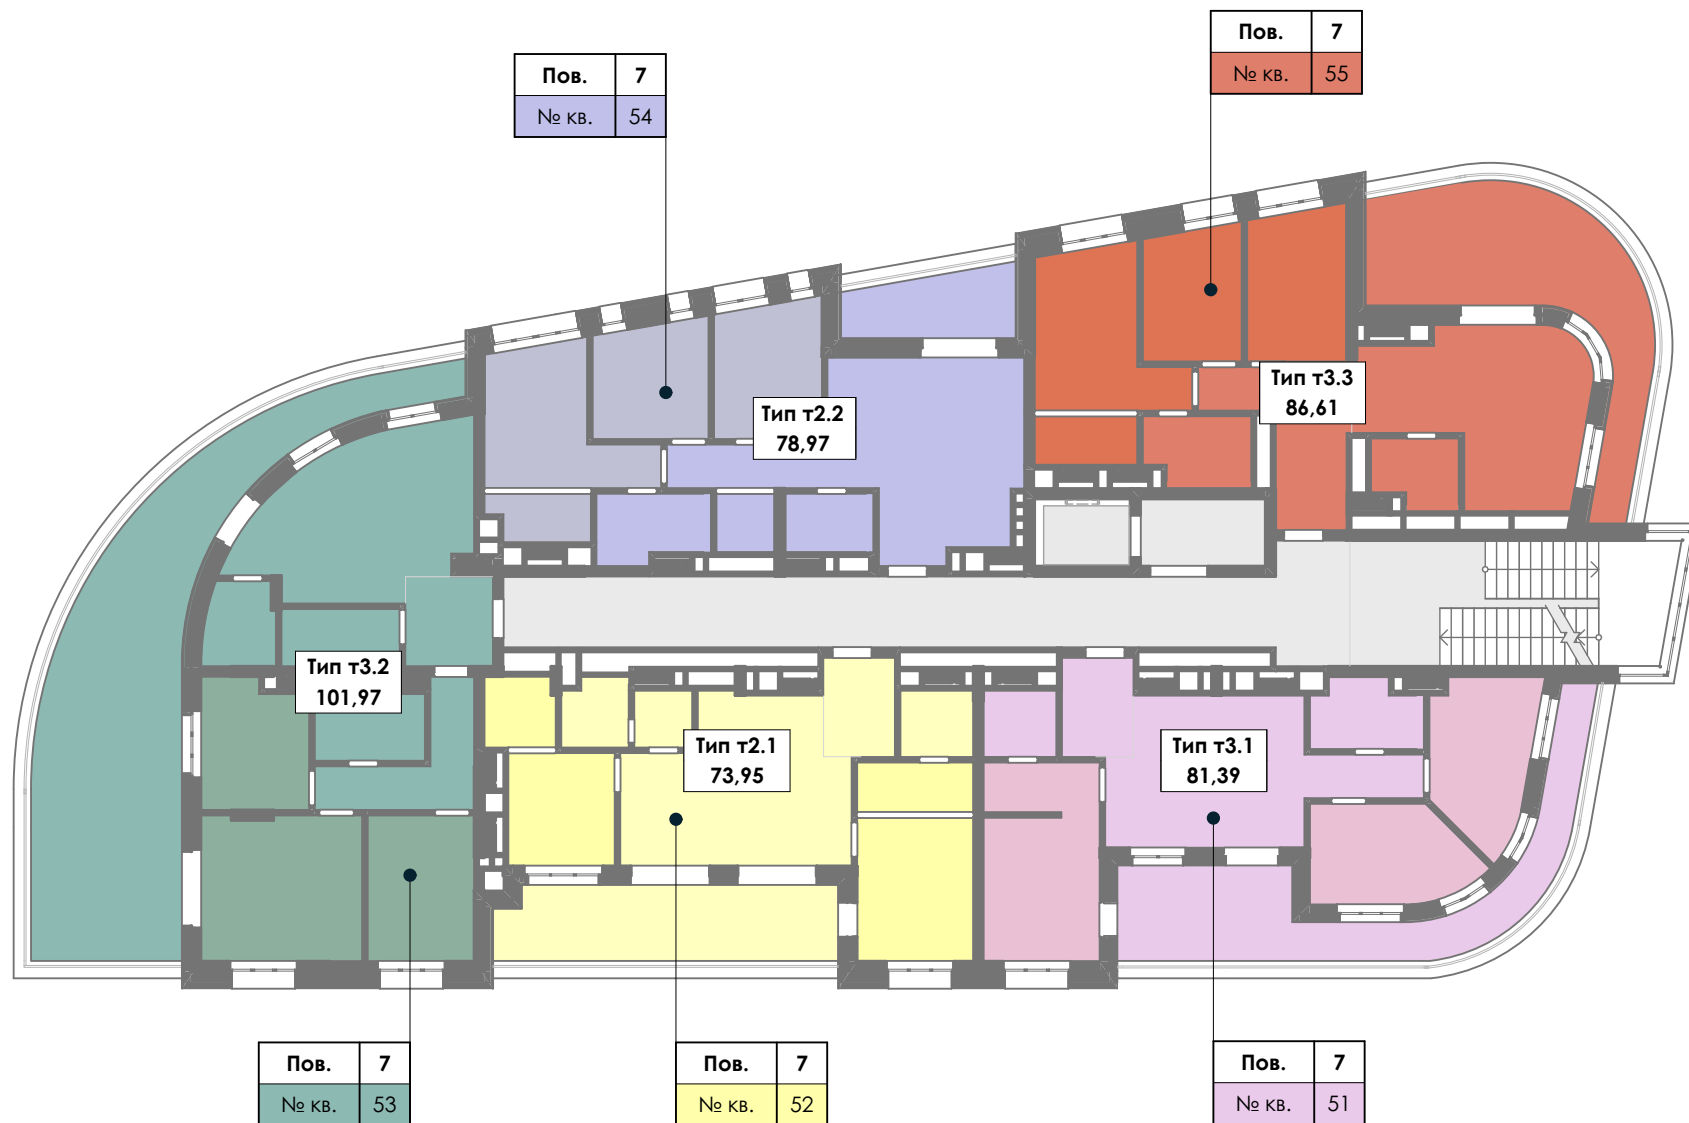 Пов. 7
№ кв. 55
Пов. 7
№ кв. 54
Тип т3.3
86,61
Тип т2.2
78,97
Тип т3.2
101,97
Тип т2.1
73,95
Тип т3.1
81,39
Пов. 7
№ кв. 53
Пов. 7
№ кв. 52
Пов. 7
№ кв. 51